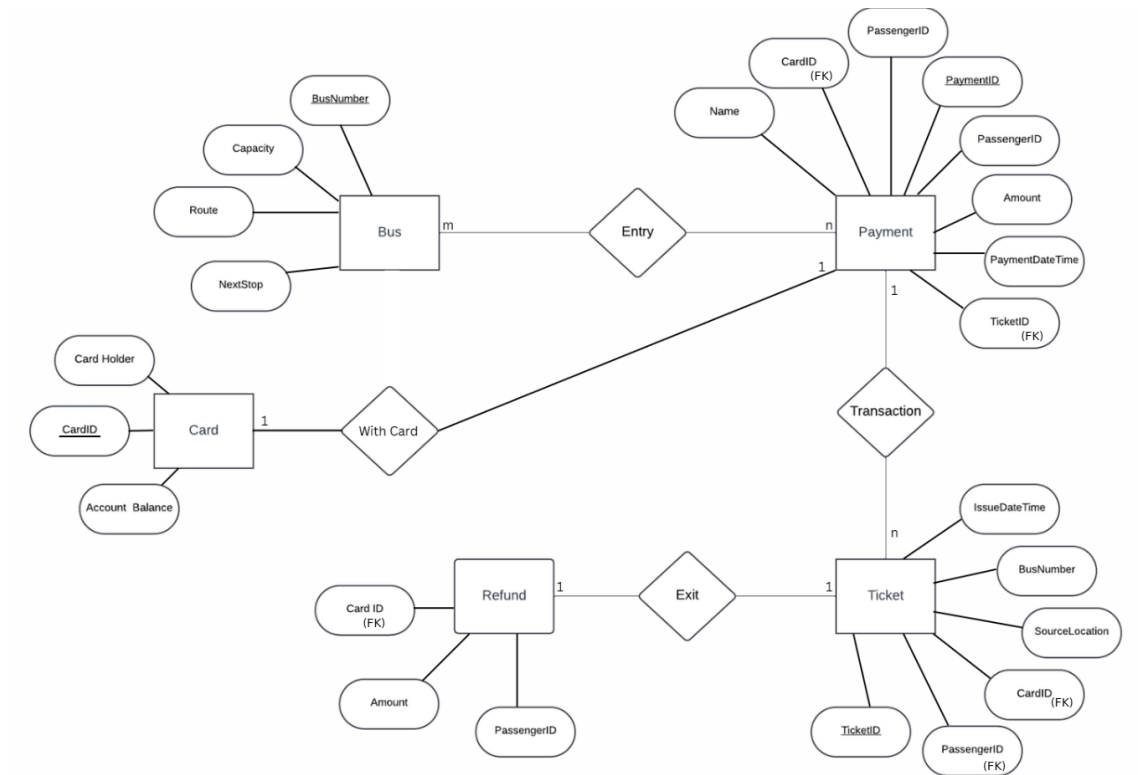 PassengerID
CardID
(FK)
PaymentID
BusNumber
Name
PassengerID
Capacity
Amount
Route
Bus
m
Entry
n
Payment
PaymentDateTime
1
1
NextStop
TicketID
(FK)
Card Holder
Transaction
CardID
Card
1
With Card
Account Balance
IssueDateTime
n
BusNumber
Refund
1
Exit
1
Ticket
Card ID
(FK)
SourceLocation
CardID
(FK)
Amount
PassengerID
TicketID
PassengerID
(FK)